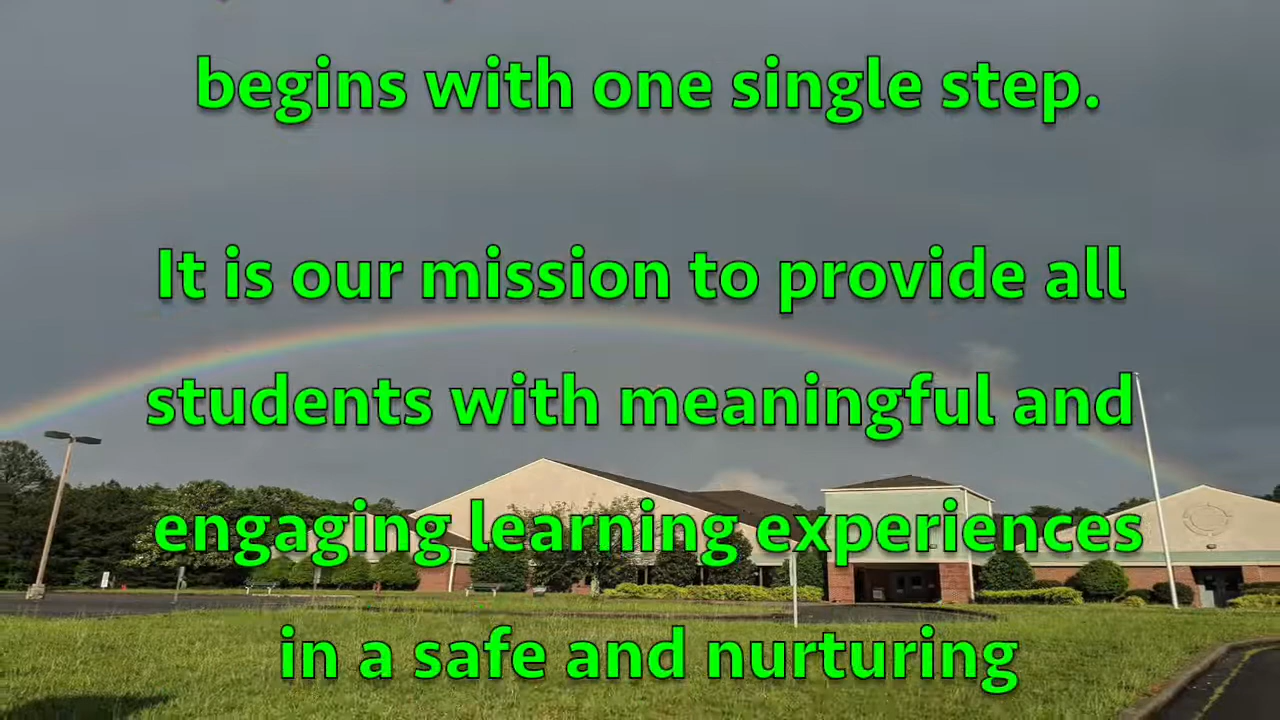 begins with one single step.
It is our mission to provide all
students with meaningful and
engaging learning experiences
in a safe and nurturing